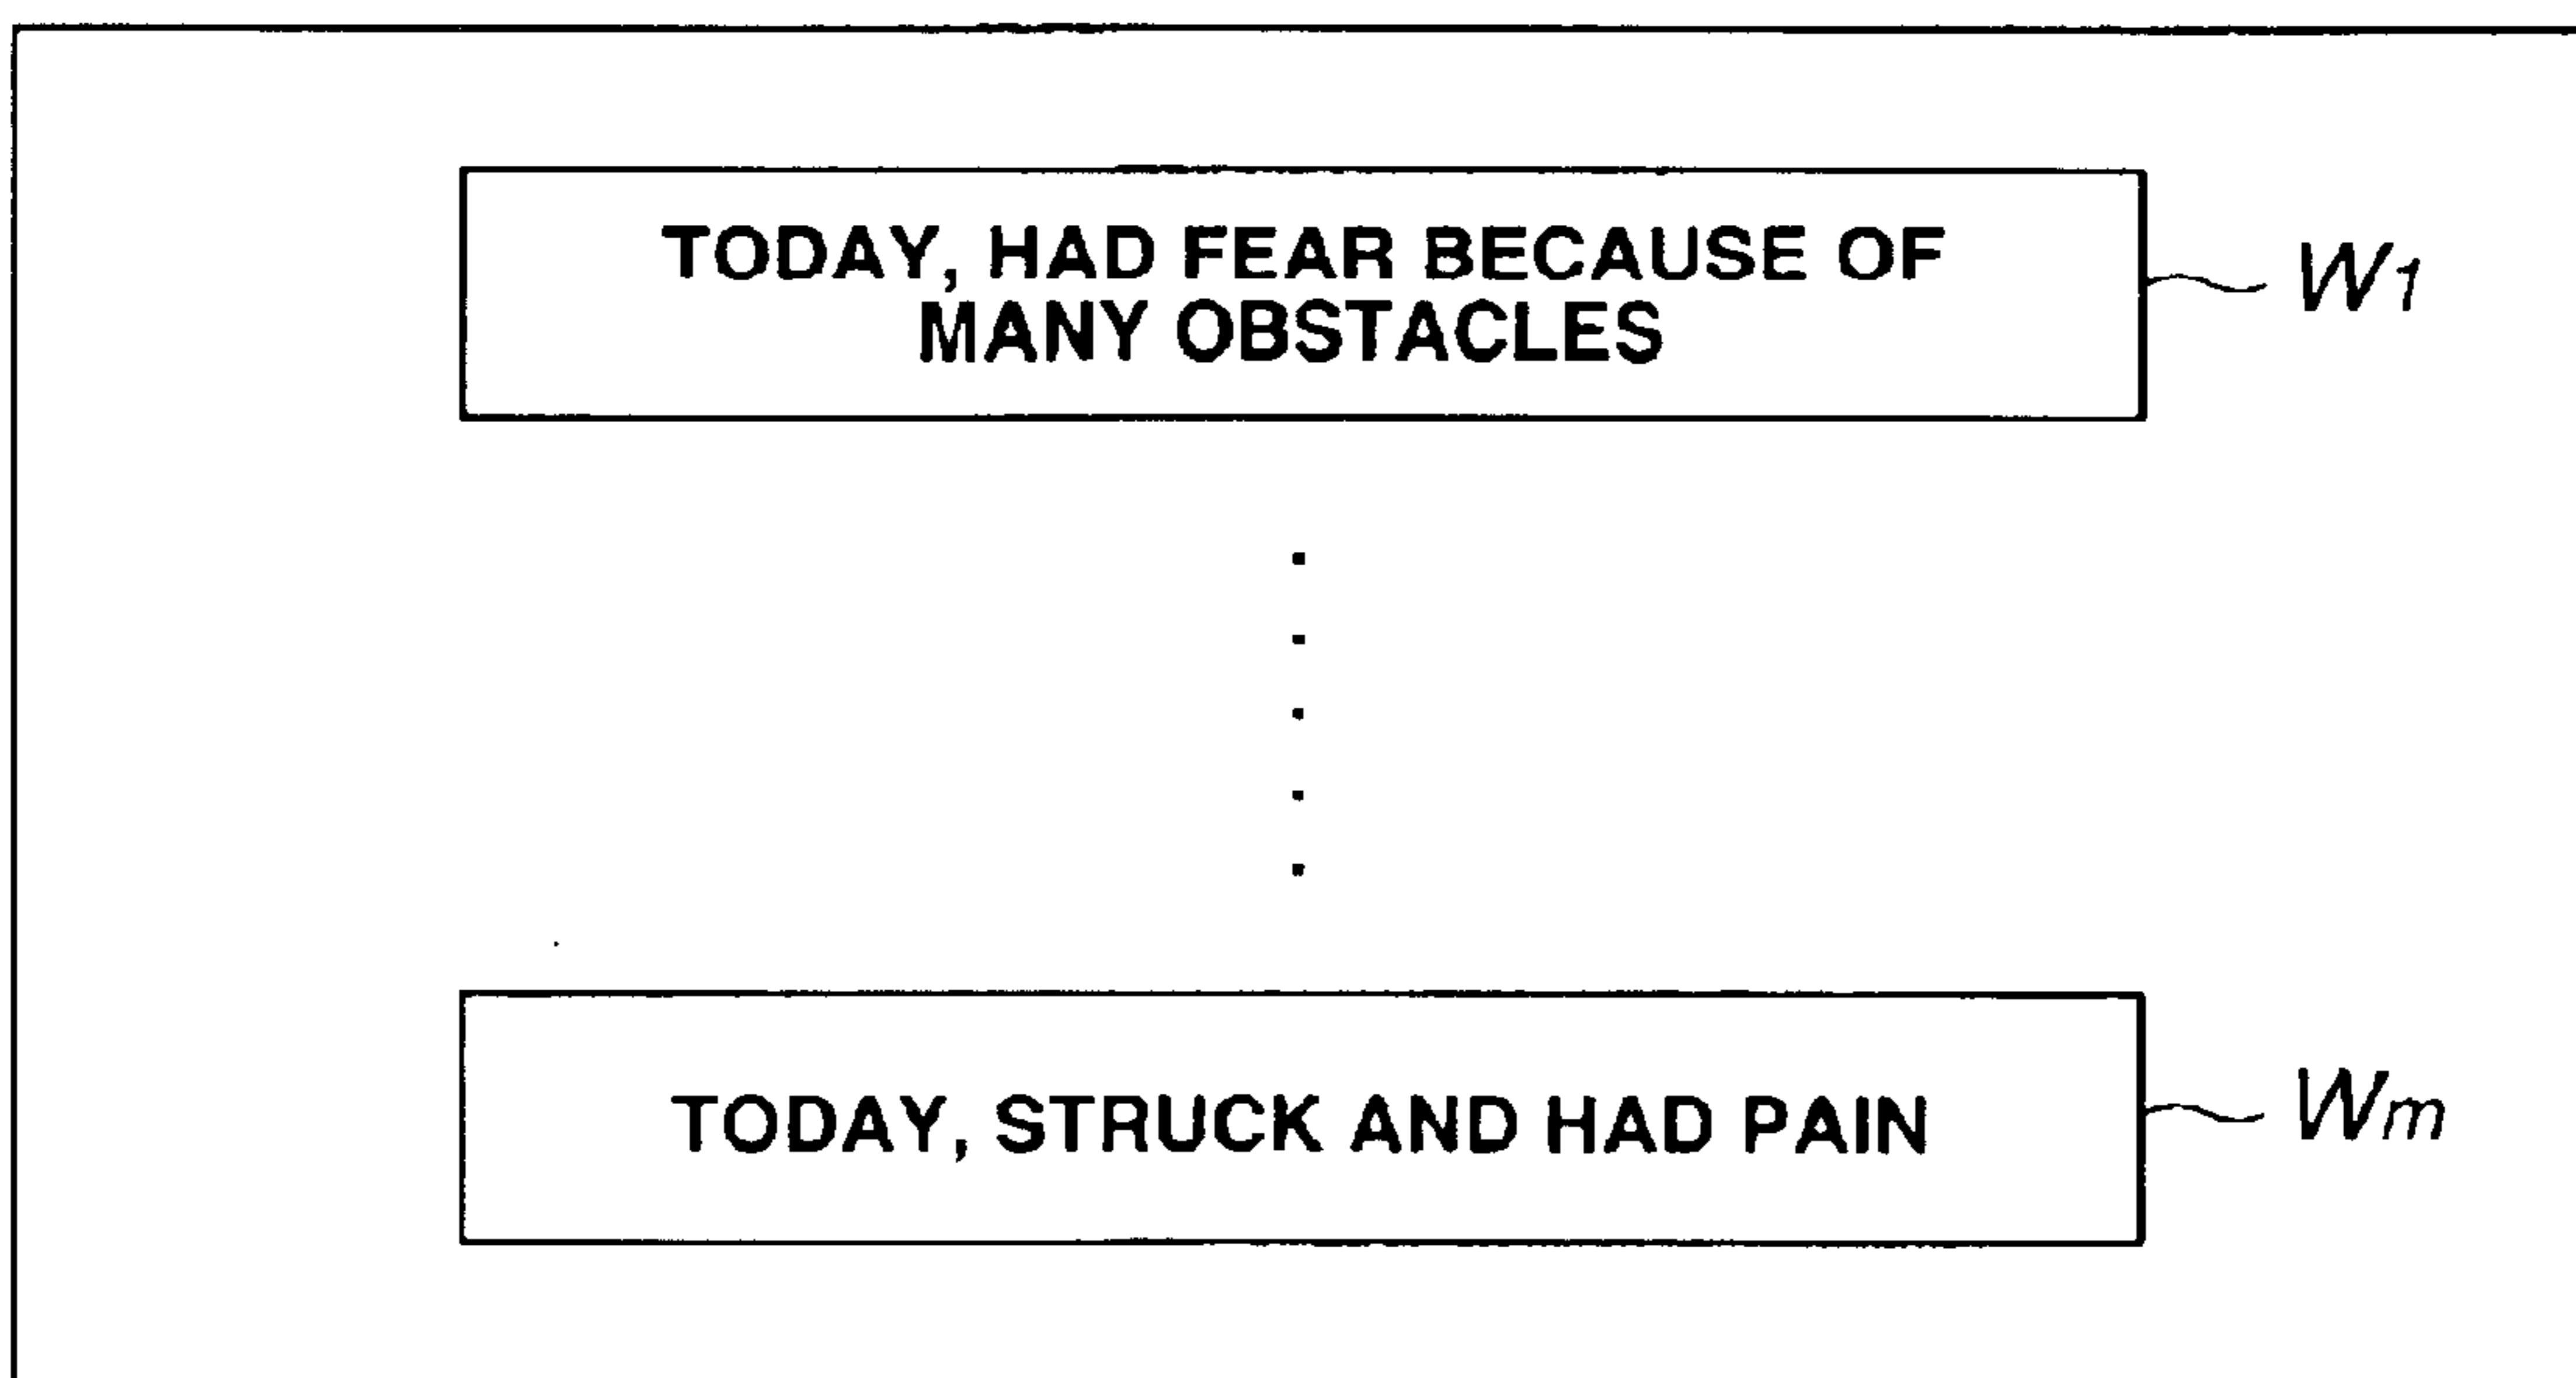 TODAY, HAD FEAR BECAUSE OF
MANY OBSTACLES
W1
TODAY, STRUCK AND HAD PAIN
Wm